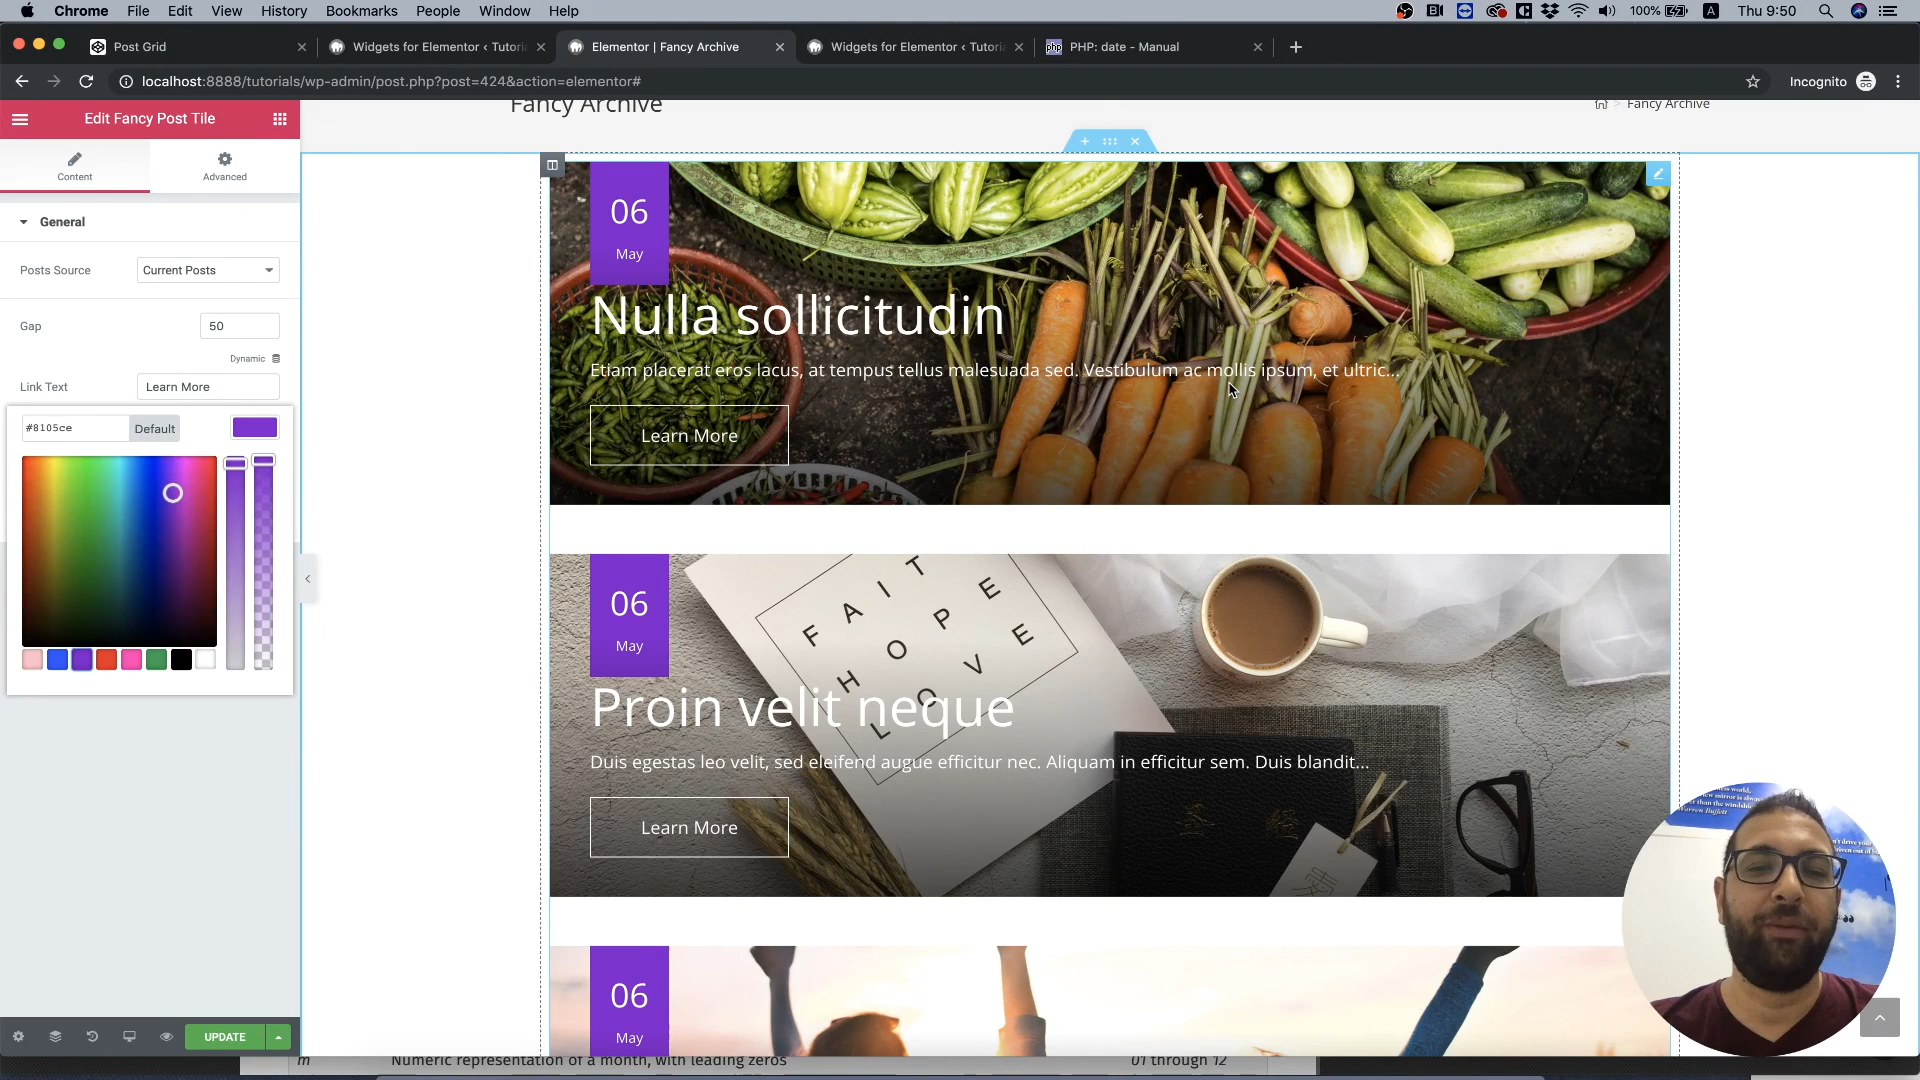 Chrome File Edit View History Bookmarks People Window Help
100% A Thu 9:50
Post Grid
Widgets for Elementor ‹ Tutori
Elementor | Fancy Archive
Widgets for Elementor ‹ Tutori
php PHP: date - Manual
localhost:8888/tutorials/wp-admin/post.php?post=424&action=elementor#
Incognito
Edit Fancy Post Tile
Fancy Archive
> Fancy Archive
Content
Advanced
General
Posts Source
Current Posts
Gap
50
Dynamic
Link Text
Learn More
#8105ce
Default
06
May
Nulla sollicitudin
Etiam placerat eros lacus, at tempus tellus malesuada sed. Vestibulum ac mollis ipsum, et ultric...
Learn More
06
May
FAIT
HOPE
LOVE
Proin velit neque
Duis egestas leo velit, sed eleifend augue efficitur nec. Aliquam in efficitur sem. Duis blandit...
Learn More
06
May
UPDATE
m Numeric representation of a month, with leading zeros 01 through 12